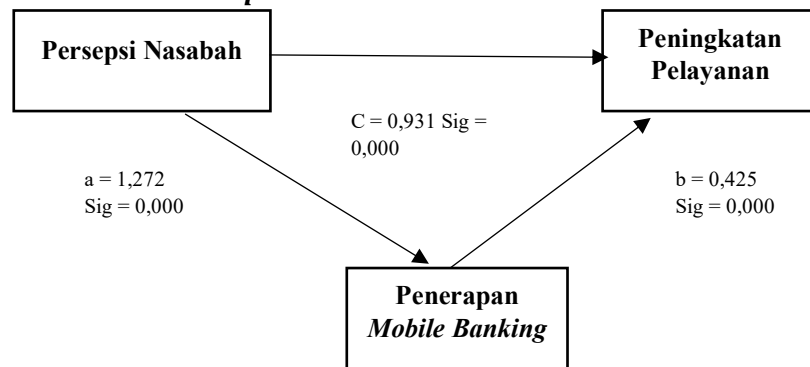 Persepsi Nasabah
Peningkatan
Pelayanan
C = 0,931 Sig =
0,000
a = 1,272
Sig = 0,000
b = 0,425
Sig = 0,000
Penerapan
Mobile Banking